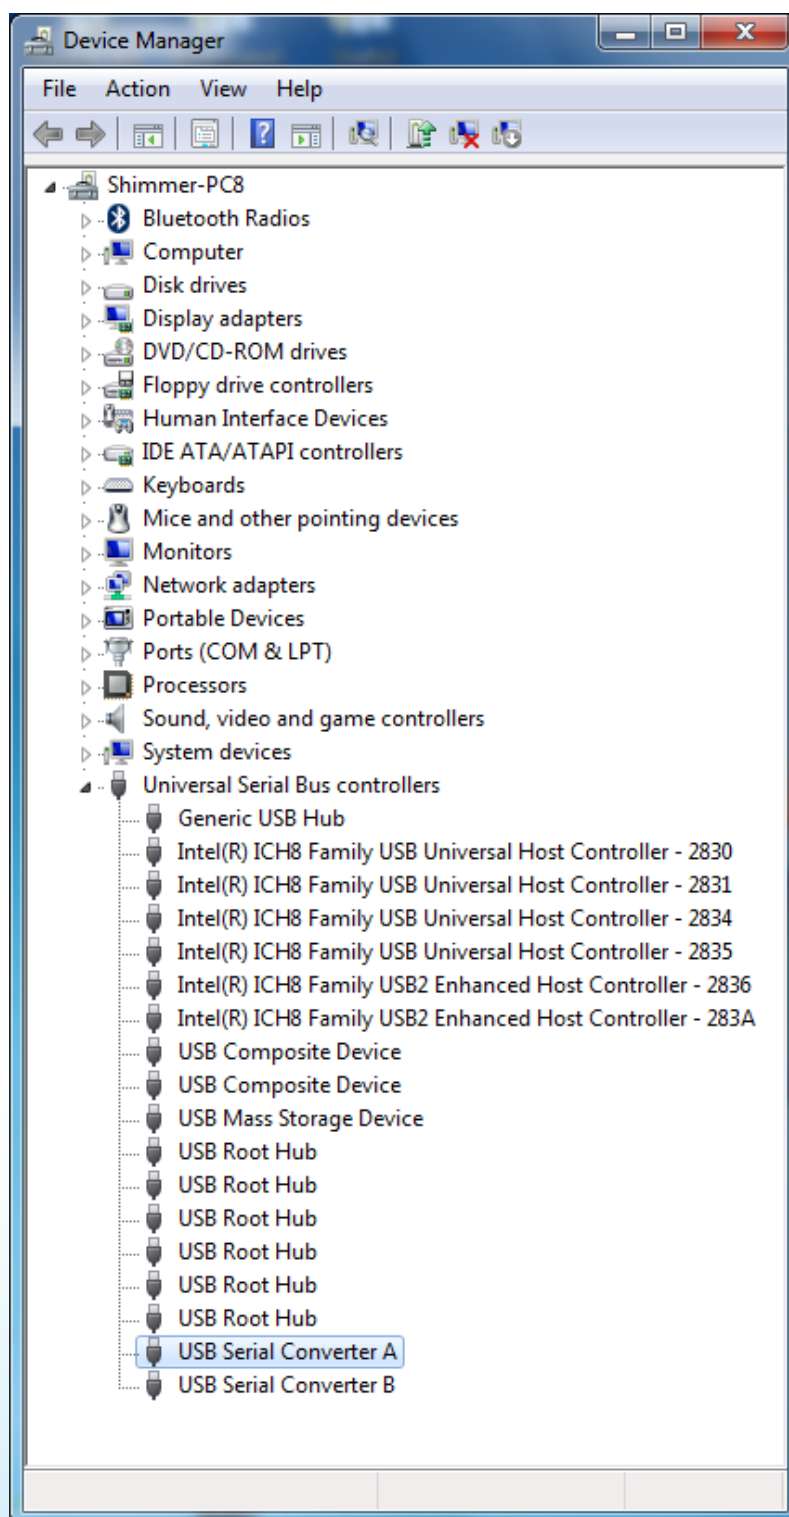 Device Manager
File Action View Help
Shimmer-PC8
Bluetooth Radios
Computer
Disk drives
Display adapters
DVD/CD-ROM drives
Floppy drive controllers
Human Interface Devices
IDE ATA/ATAPI controllers
Keyboards
Mice and other pointing devices
Monitors
Network adapters
Portable Devices
Ports (COM & LPT)
Processors
Sound, video and game controllers
System devices
Universal Serial Bus controllers
Generic USB Hub
Intel(R) ICH8 Family USB Universal Host Controller - 2830
Intel(R) ICH8 Family USB Universal Host Controller - 2831
Intel(R) ICH8 Family USB Universal Host Controller - 2834
Intel(R) ICH8 Family USB Universal Host Controller - 2835
Intel(R) ICH8 Family USB2 Enhanced Host Controller - 2836
Intel(R) ICH8 Family USB2 Enhanced Host Controller - 283A
USB Composite Device
USB Composite Device
USB Mass Storage Device
USB Root Hub
USB Root Hub
USB Root Hub
USB Root Hub
USB Root Hub
USB Root Hub
USB Serial Converter A
USB Serial Converter B